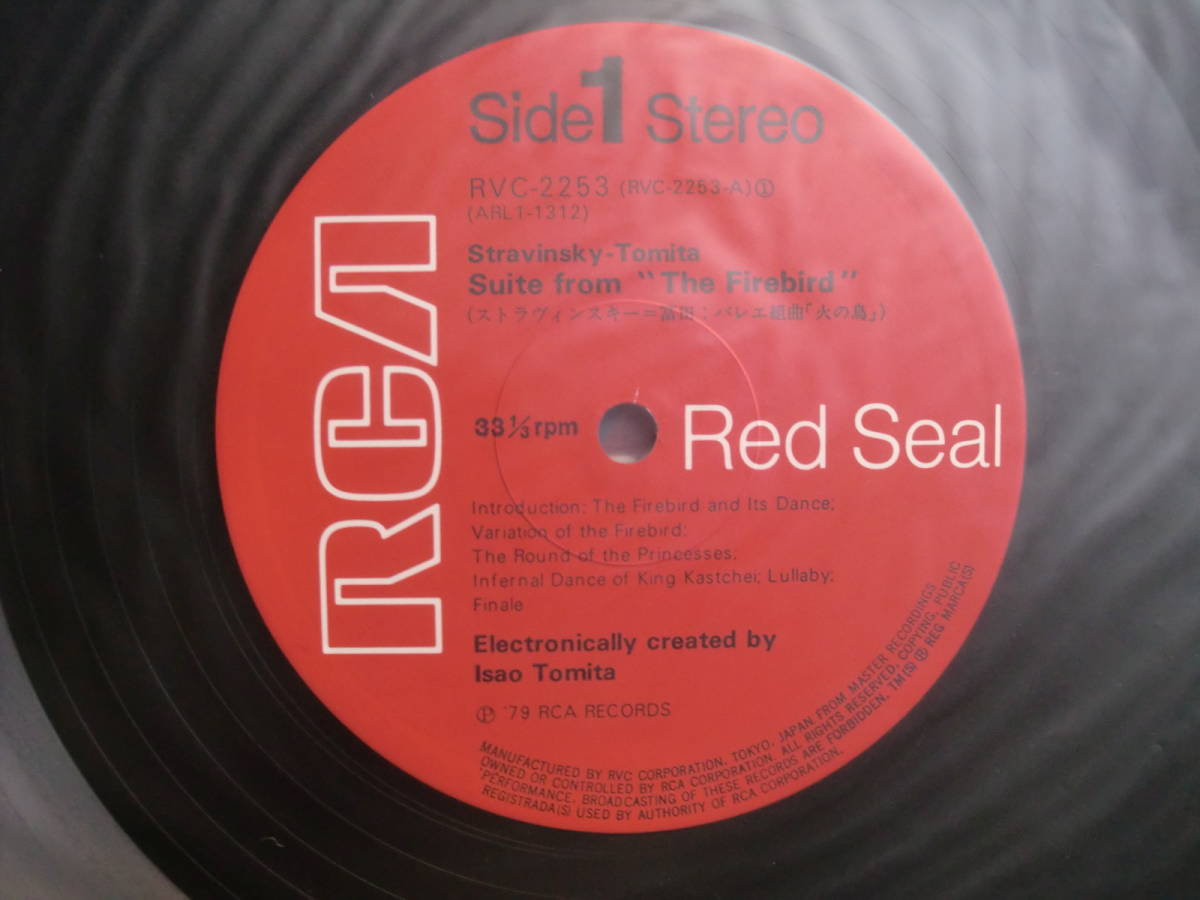 Side 1 Stereo
RVC-2253 (RVC-2253-A)①
(ARL1-1312)
Stravinsky-Tomita
Suite from "The Firebird"
(ストラヴィンスキー＝冨田：バレエ組曲「火の鳥」)
RCA
33⅓rpm
Red Seal
Introduction: The Firebird and Its Dance;
Variation of the Firebird;
The Round of the Princesses;
Infernal Dance of King Kastchei; Lullaby;
Finale
Electronically created by
Isao Tomita
Ⓟ '79 RCA RECORDS
MANUFACTURED BY RVC CORPORATION, TOKYO, JAPAN, FROM MASTER RECORDINGS
OWNED OR CONTROLLED BY RCA CORPORATION. ALL RIGHTS RESERVED, COPYING, PUBLIC
'PERFORMANCE, BROADCASTING OF THESE RECORDS ARE FORBIDDEN. TM(S) ® REG MARCA(S)
REGISTRADA(S) USED BY AUTHORITY OF RCA CORPORATION.